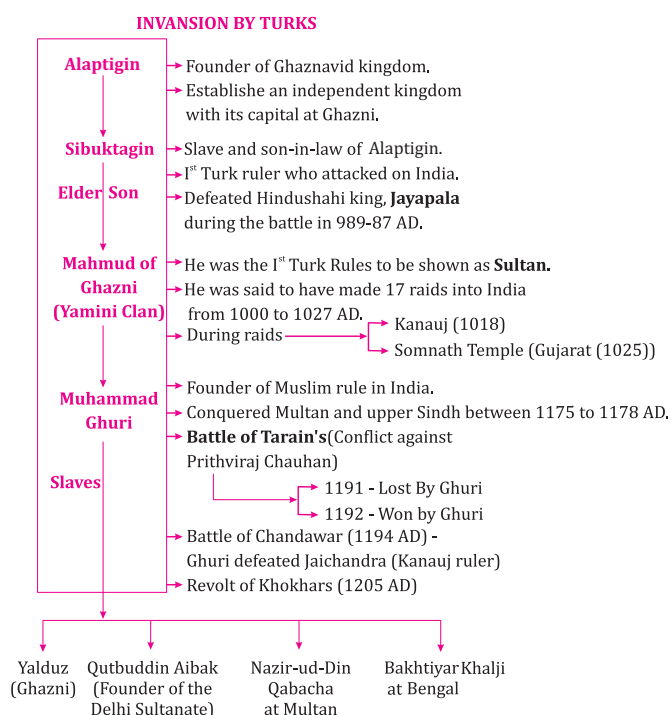 INVANSION BY TURKS
Alaptigin
Founder of Ghaznavid kingdom.
Establishe an independent kingdom
with its capital at Ghazni.
Sibuktagin
Slave and son-in-law of Alaptigin.
Elder Son
Iˢᵗ Turk ruler who attacked on India.
Defeated Hindushahi king, Jayapala
during the battle in 989-87 AD.
Mahmud of
Ghazni
(Yamini Clan)
He was the Iˢᵗ Turk Rules to be shown as Sultan.
He was said to have made 17 raids into India
from 1000 to 1027 AD.
During raids
Kanauj (1018)
Somnath Temple (Gujarat (1025))
Muhammad
Ghuri
Founder of Muslim rule in India.
Conquered Multan and upper Sindh between 1175 to 1178 AD.
Battle of Tarain's(Conflict against
Prithviraj Chauhan)
1191 - Lost By Ghuri
1192 - Won by Ghuri
Slaves
Battle of Chandawar (1194 AD) -
Ghuri defeated Jaichandra (Kanauj ruler)
Revolt of Khokhars (1205 AD)
Yalduz
(Ghazni)
Qutbuddin Aibak
(Founder of the
Delhi Sultanate)
Nazir-ud-Din
Qabacha
at Multan
Bakhtiyar Khalji
at Bengal